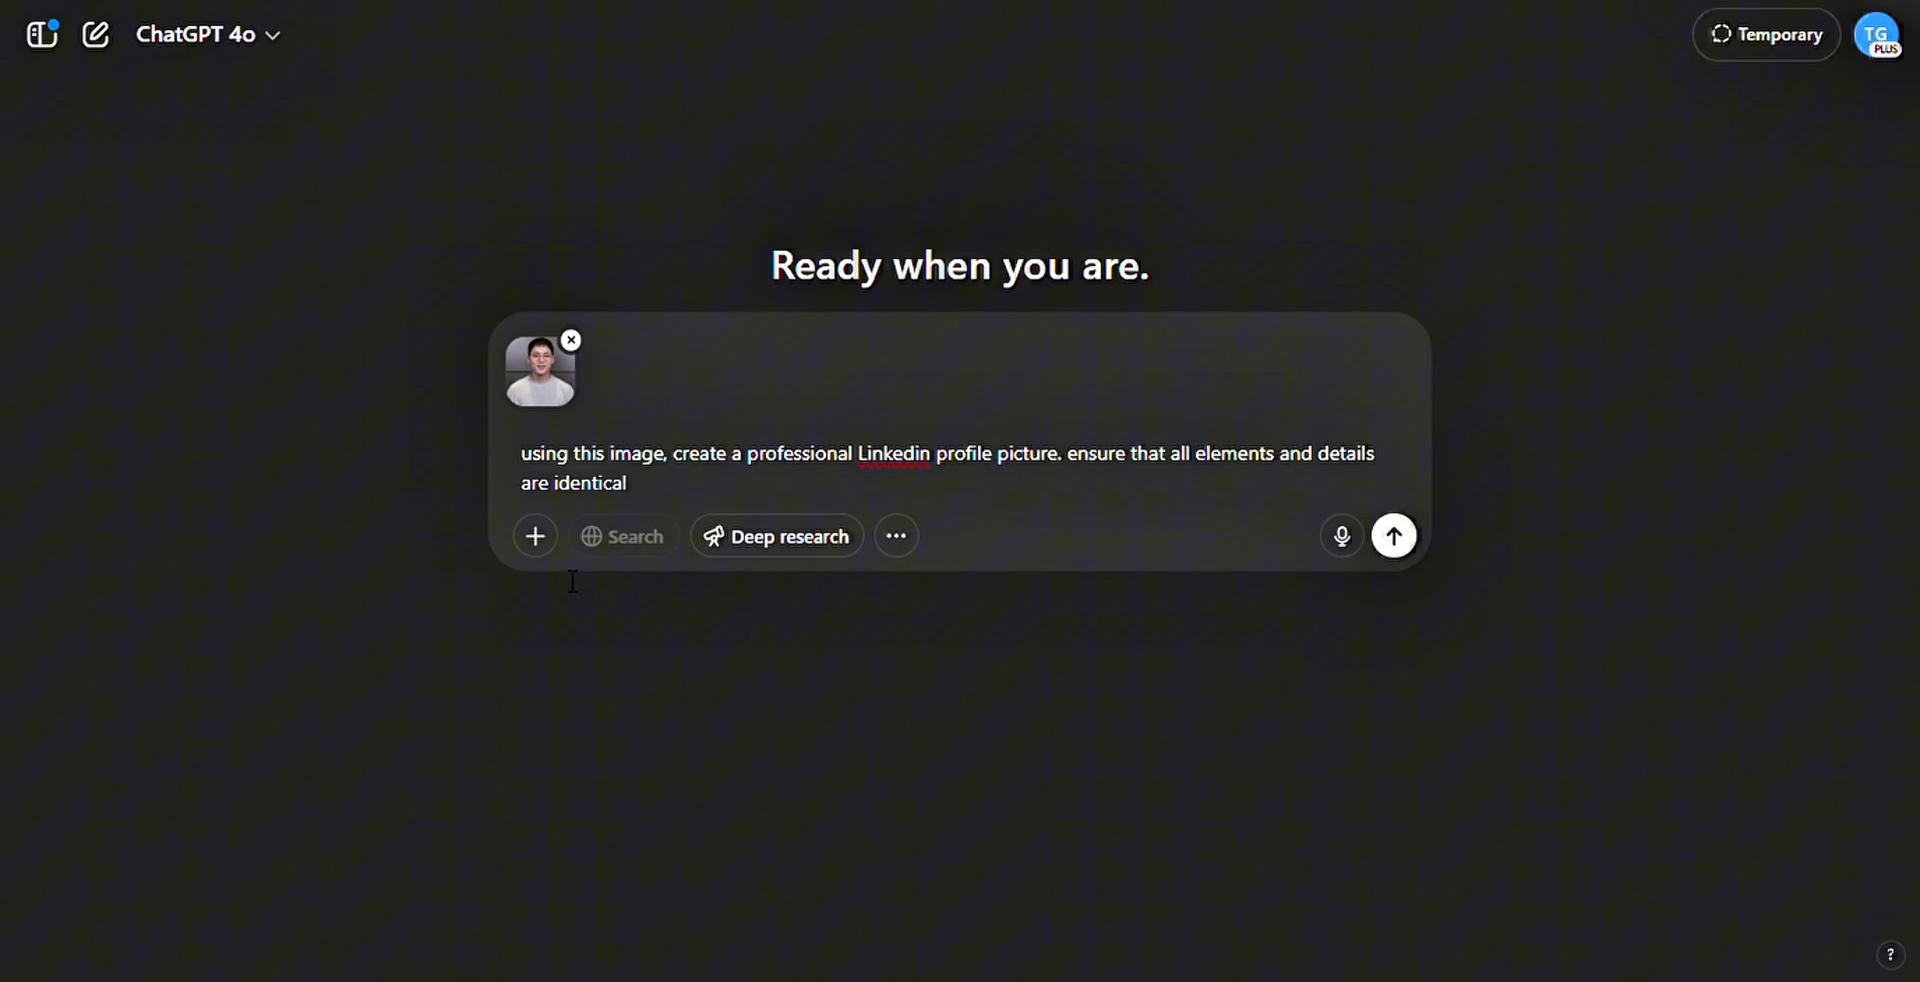 ChatGPT 4o
Temporary
TG
PLUS
Ready when you are.
using this image, create a professional Linkedin profile picture. ensure that all elements and details
are identical
Search
Deep research
?